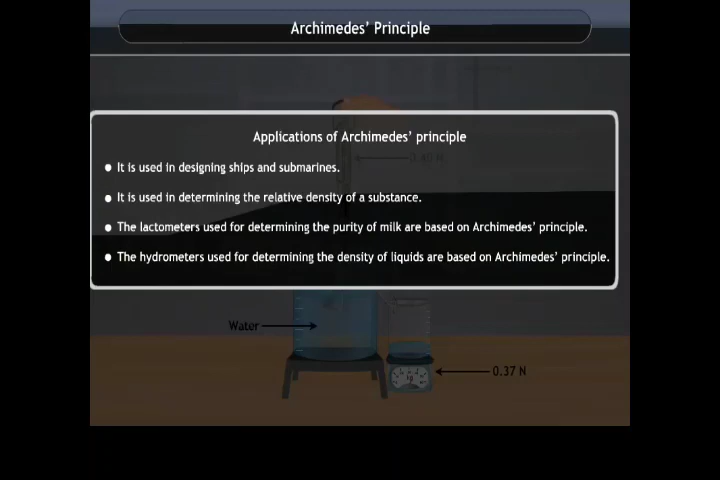 Archimedes' Principle
Applications of Archimedes' principle
It is used in designing ships and submarines.
It is used in determining the relative density of a substance.
The lactometers used for determining the purity of milk are based on Archimedes' principle.
The hydrometers used for determining the density of liquids are based on Archimedes' principle.
Water
0.37 N